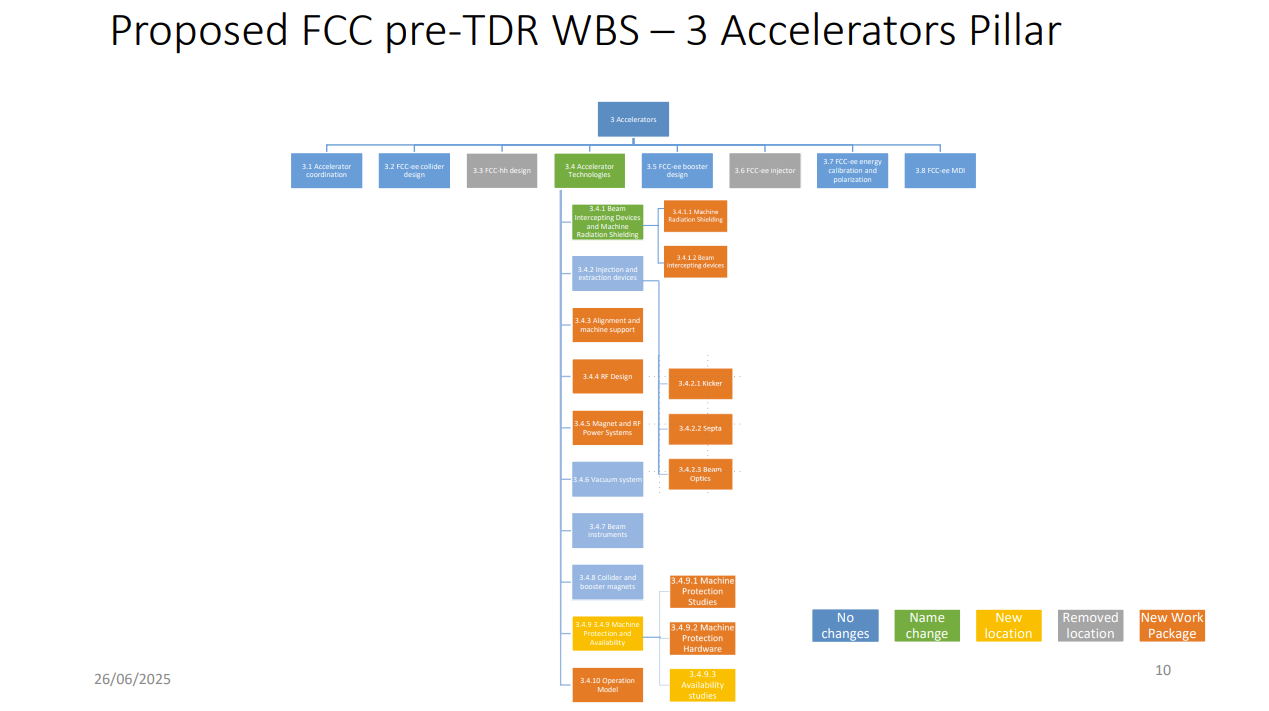 Proposed FCC pre-TDR WBS – 3 Accelerators Pillar
3 Accelerators
3.1 Accelerator
coordination
3.2 FCC-ee collider
design
3.3 FCC-hh design
3.4 Accelerator
Technologies
3.5 FCC-ee booster
design
3.6 FCC-ee injector
3.7 FCC-ee energy
calibration and
polarization
3.8 FCC-ee MDI
3.4.1 Beam
Intercepting Devices
and Machine
Radiation Shielding
3.4.1.1 Machine
Radiation Shielding
3.4.1.2 Beam
intercepting devices
3.4.2 Injection and
extraction devices
3.4.3 Alignment and
machine support
3.4.4 RF Design
3.4.2.1 Kicker
3.4.5 Magnet and RF
Power Systems
3.4.2.2 Septa
3.4.6 Vacuum system
3.4.2.3 Beam
Optics
3.4.7 Beam
instruments
3.4.8 Collider and
booster magnets
3.4.9 3.4.9 Machine
Protection and
Availability
3.4.9.1 Machine
Protection
Studies
3.4.9.2 Machine
Protection
Hardware
3.4.9.3
Availability
studies
3.4.10 Operation
Model
No
changes
Name
change
New
location
Removed
location
New Work
Package
26/06/2025
10